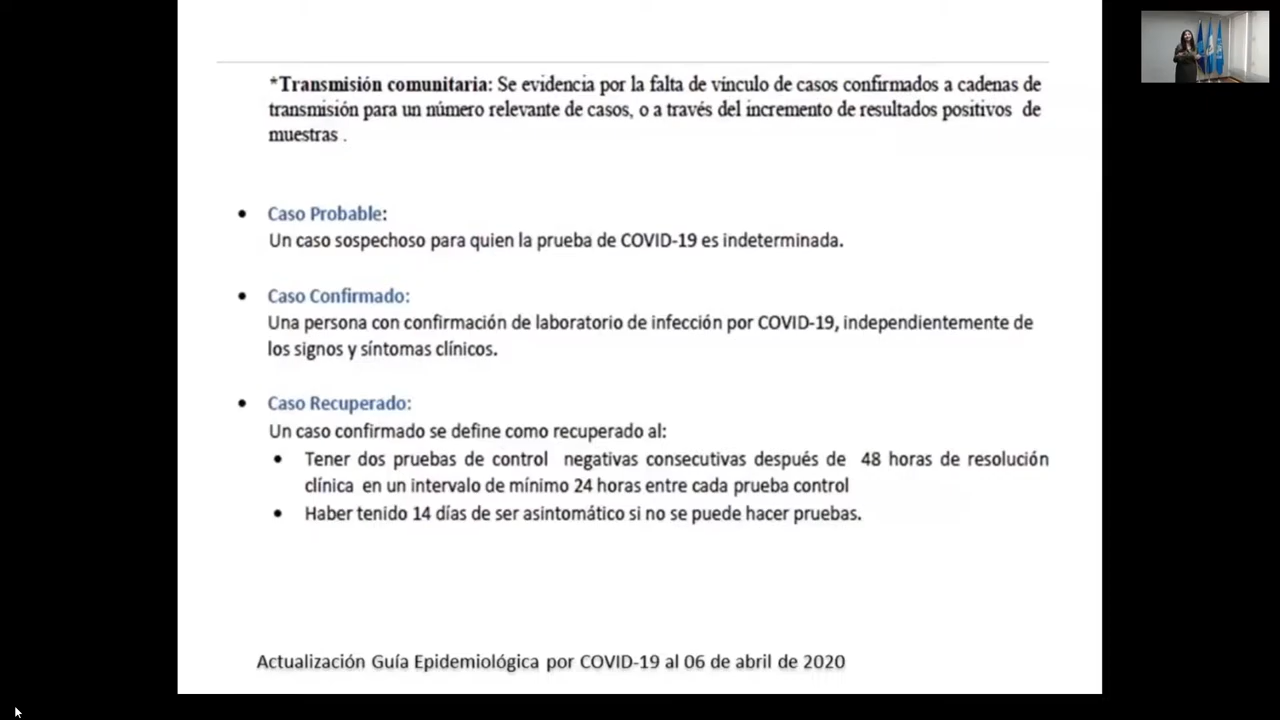 *Transmisión comunitaria: Se evidencia por la falta de vínculo de casos confirmados a cadenas de
transmisión para un número relevante de casos, o a través del incremento de resultados positivos de
muestras .
• Caso Probable:
Un caso sospechoso para quien la prueba de COVID-19 es indeterminada.
• Caso Confirmado:
Una persona con confirmación de laboratorio de infección por COVID-19, independientemente de
los signos y síntomas clínicos.
• Caso Recuperado:
Un caso confirmado se define como recuperado al:
• Tener dos pruebas de control negativas consecutivas después de 48 horas de resolución
clínica en un intervalo de mínimo 24 horas entre cada prueba control
• Haber tenido 14 días de ser asintomático si no se puede hacer pruebas.
Actualización Guía Epidemiológica por COVID-19 al 06 de abril de 2020